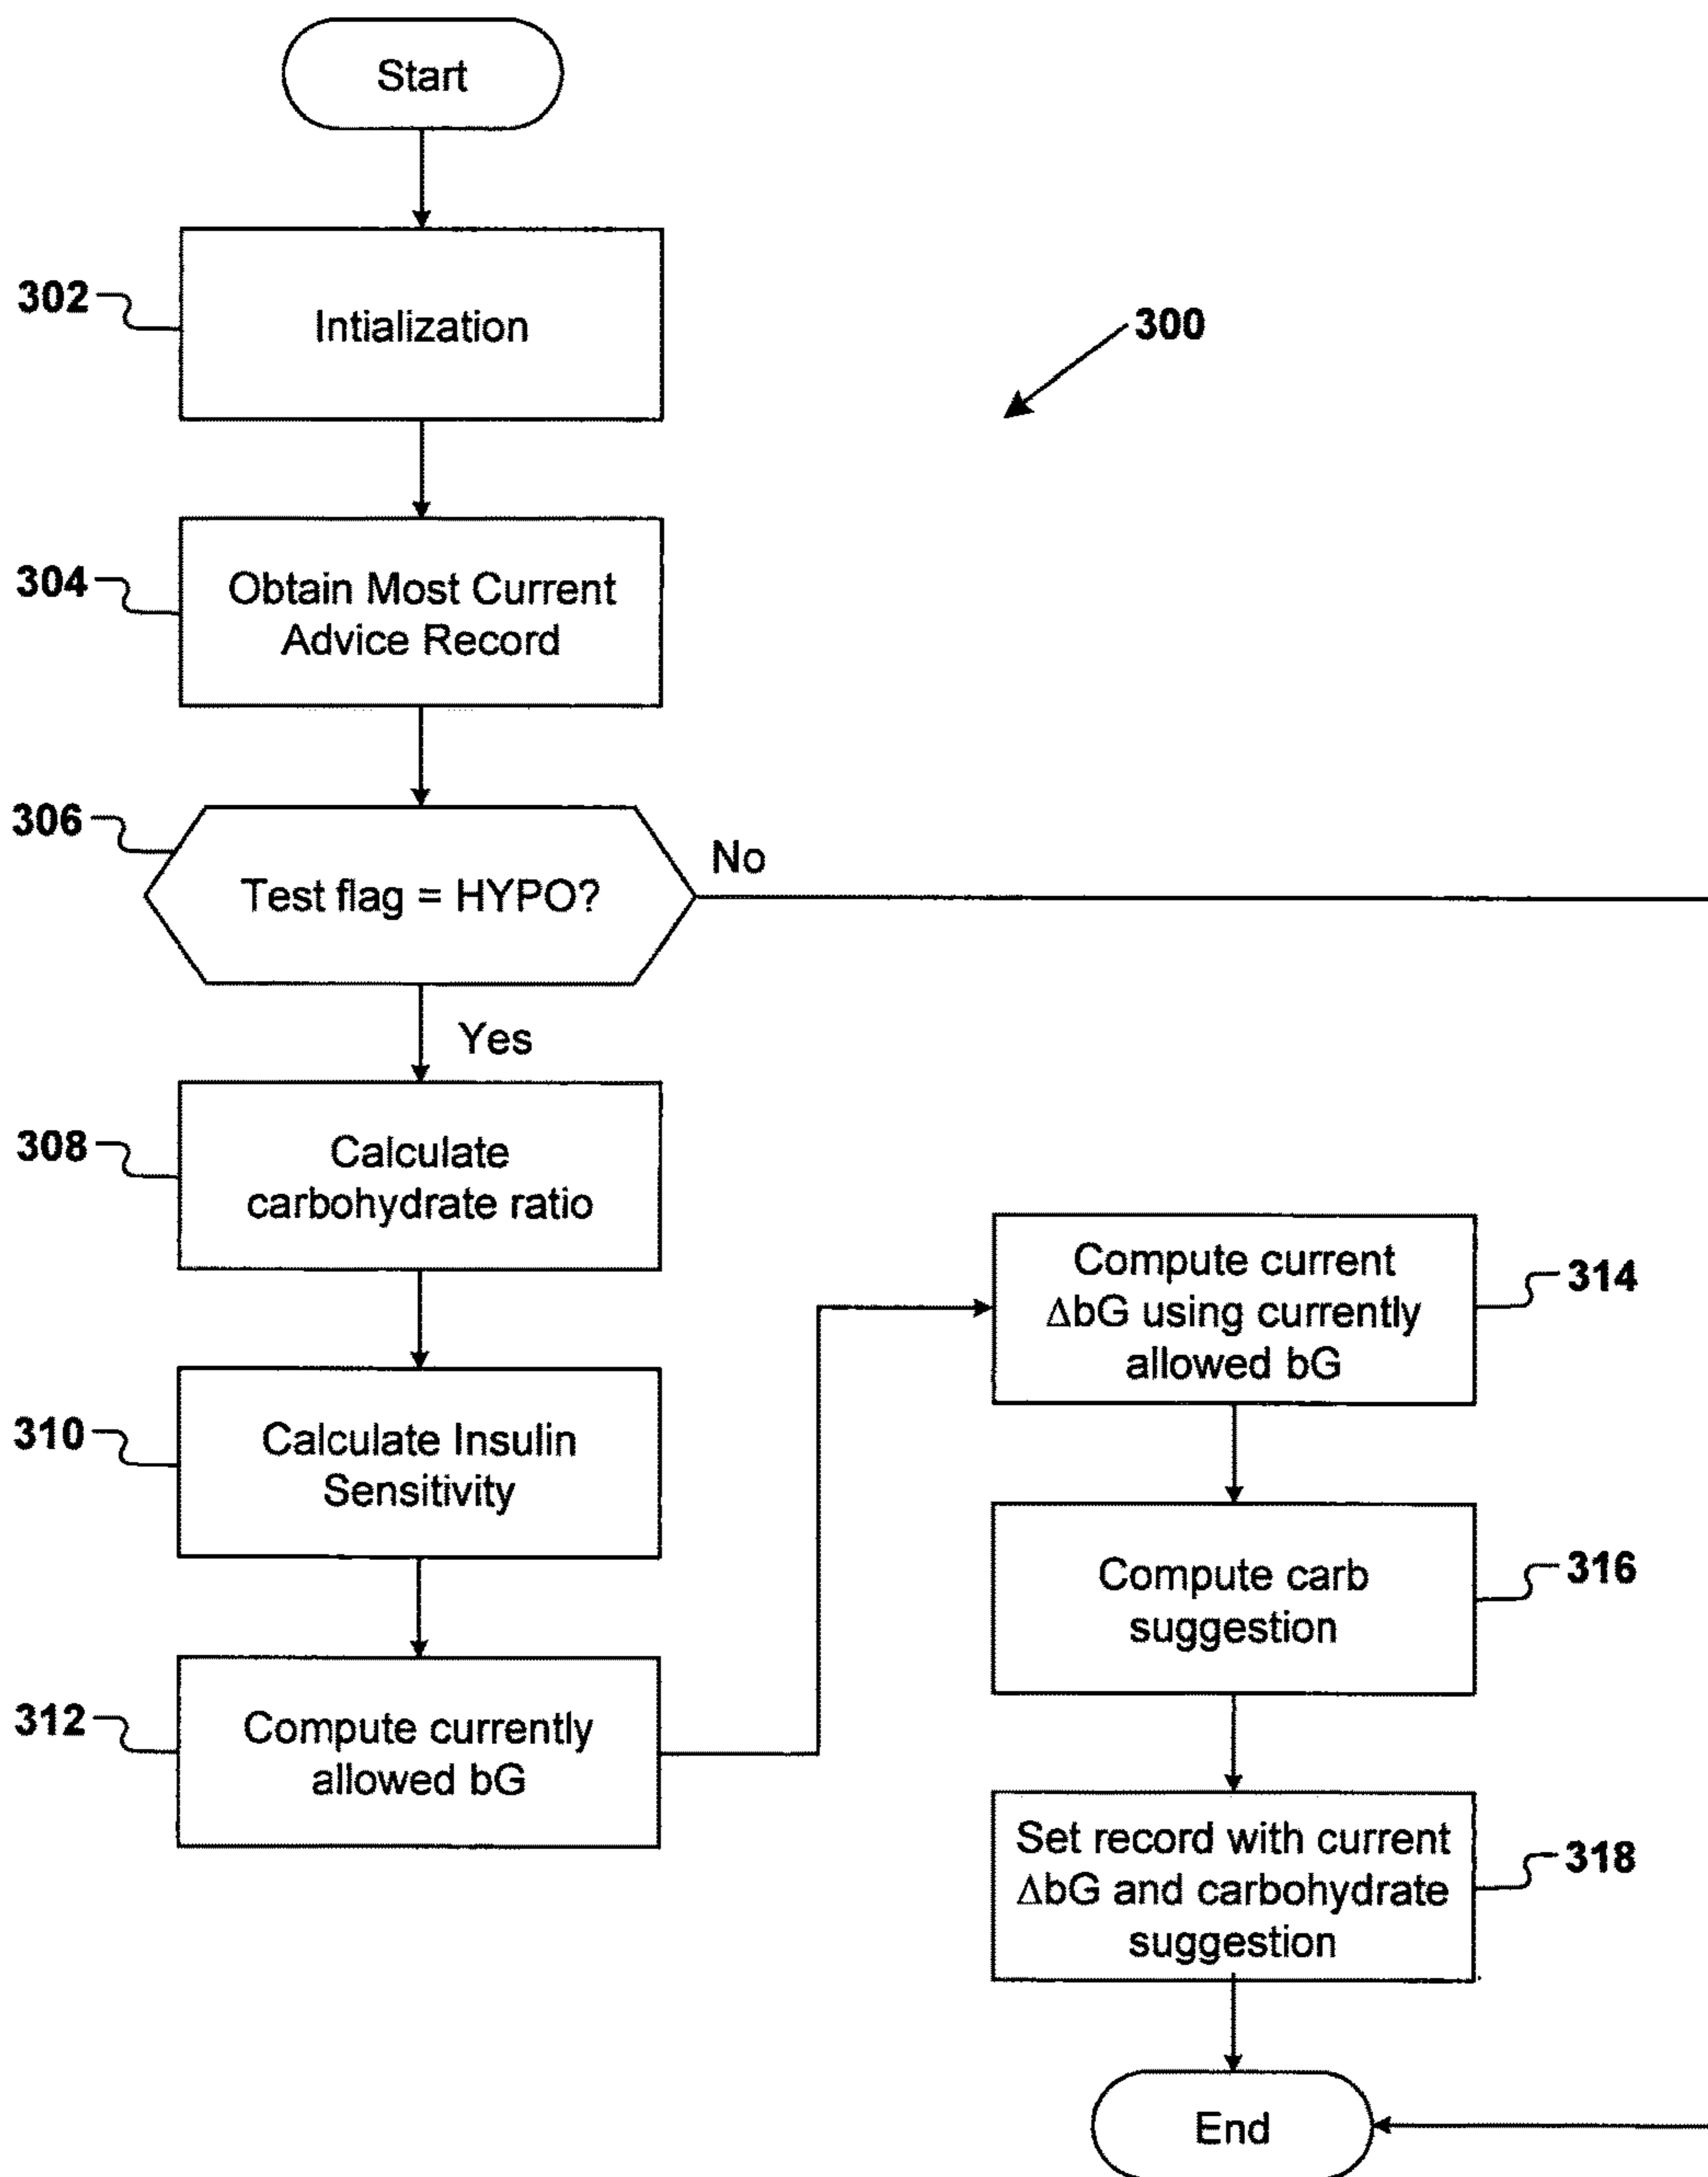 Start
302
Intialization
300
304
Obtain Most Current
Advice Record
306
Test flag = HYPO?
No
Yes
308
Calculate
carbohydrate ratio
310
Calculate Insulin
Sensitivity
312
Compute currently
allowed bG
Compute current
ΔbG using currently
allowed bG
314
Compute carb
suggestion
316
Set record with current
ΔbG and carbohydrate
suggestion
318
End